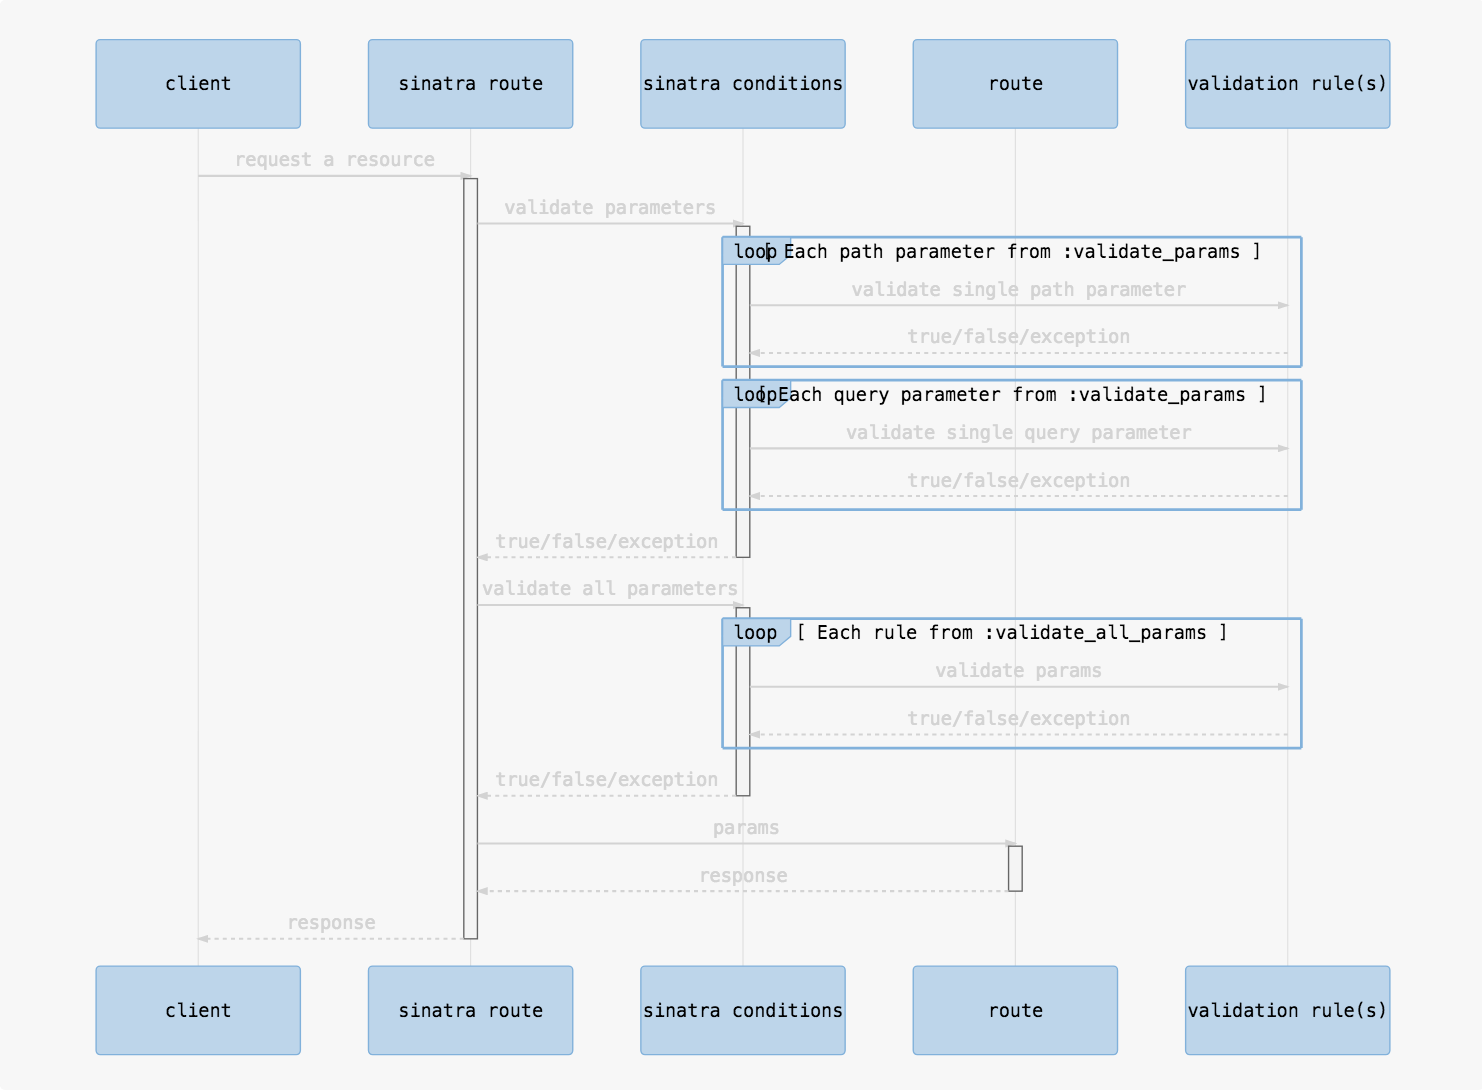 client
sinatra route
sinatra conditions
route
validation rule(s)
request a resource
validate parameters
loop [ Each path parameter from :validate_params ]
validate single path parameter
true/false/exception
loop [ Each query parameter from :validate_params ]
validate single query parameter
true/false/exception
true/false/exception
validate all parameters
loop [ Each rule from :validate_all_params ]
validate params
true/false/exception
true/false/exception
params
response
response
client
sinatra route
sinatra conditions
route
validation rule(s)